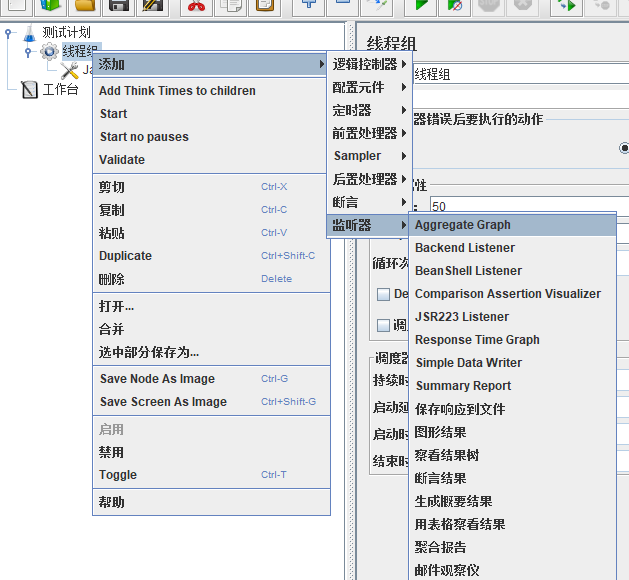 测试计划
线程组
Ja
工作台
添加
Add Think Times to children
Start
Start no pauses
Validate
剪切 Ctrl-X
复制 Ctrl-C
粘贴 Ctrl-V
Duplicate Ctrl+Shift-C
删除 Delete
打开...
合并
选中部分保存为...
Save Node As Image Ctrl-G
Save Screen As Image Ctrl+Shift-G
启用
禁用
Toggle Ctrl-T
帮助
逻辑控制器
配置元件
定时器
前置处理器
Sampler
后置处理器
断言
监听器
Aggregate Graph
Backend Listener
BeanShell Listener
Comparison Assertion Visualizer
JSR223 Listener
Response Time Graph
Simple Data Writer
Summary Report
保存响应到文件
图形结果
察看结果树
断言结果
生成概要结果
用表格察看结果
聚合报告
邮件观察仪
线程组
线程组
器错误后要执行的动作
性
50
循环次
De
调
调度器
持续时
启动延
启动时
结束时